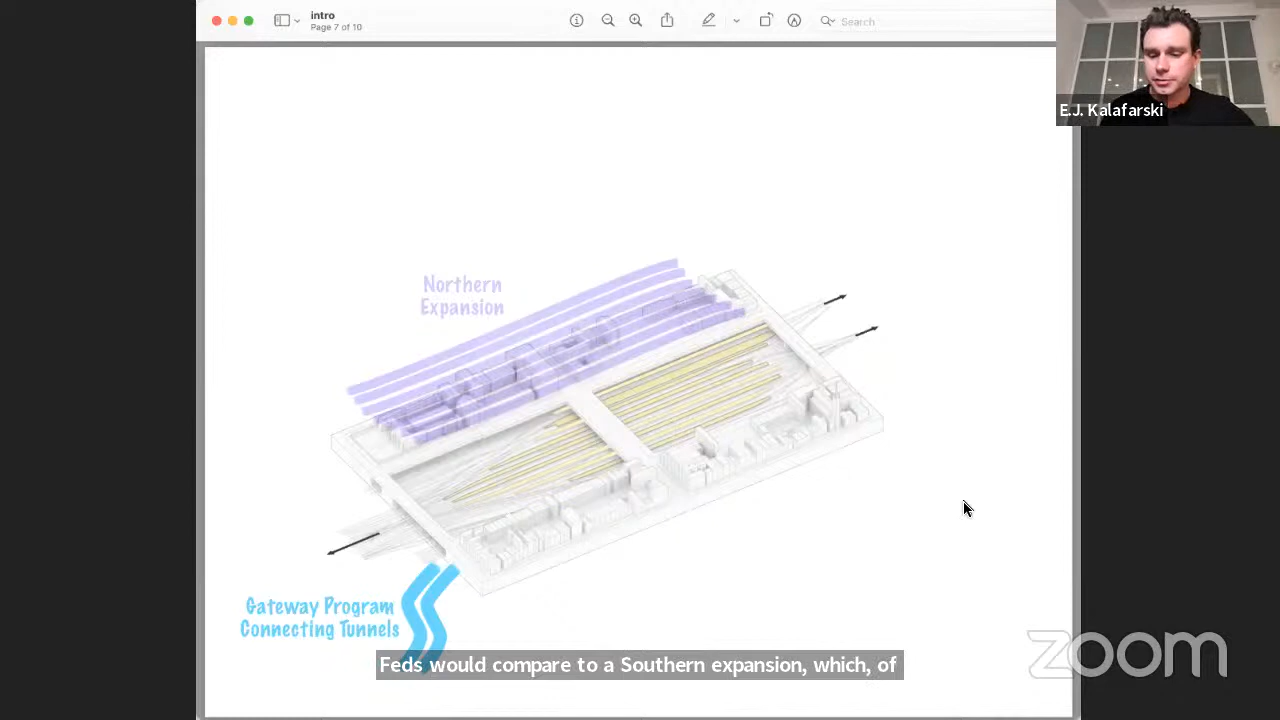 intro
Page 7 of 10
Search
E.J. Kalafarski
Northern
Expansion
Gateway Program
Connecting Tunnels
Feds would compare to a Southern expansion, which, of
zoom